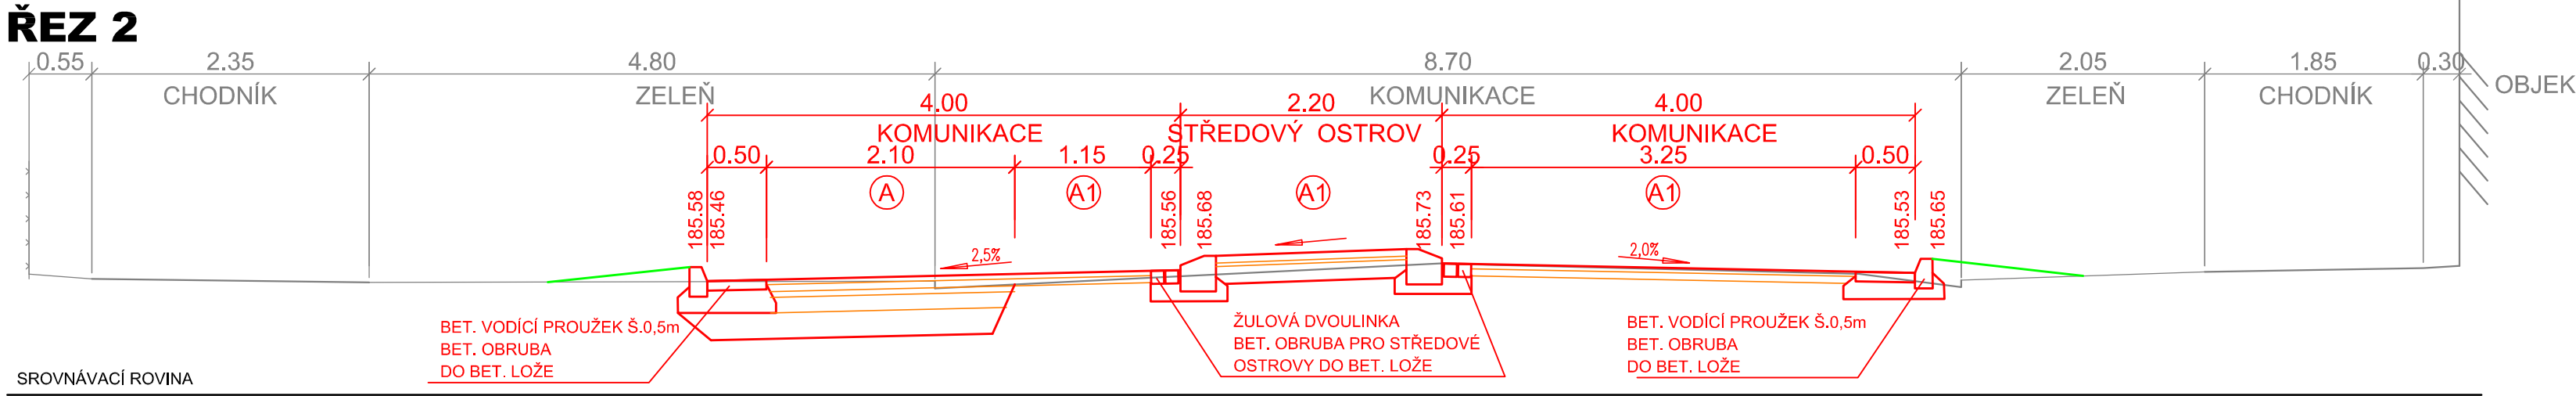 ŘEZ 2
0.55 2.35 4.80 8.70 2.05 1.85 0.30
CHODNÍK ZELEŇ KOMUNIKACE ZELEŇ CHODNÍK OBJEK
4.00 2.20 4.00
KOMUNIKACE STŘEDOVÝ OSTROV KOMUNIKACE
0.50 2.10 1.15 0.25 0.25 3.25 0.50
A A1 A1 A1
185.58 185.46 185.56 185.68 185.73 185.61 185.53 185.65
2,5% 2,0%
BET. VODÍCÍ PROUŽEK Š.0,5m
BET. OBRUBA
DO BET. LOŽE
ŽULOVÁ DVOULINKA
BET. OBRUBA PRO STŘEDOVÉ
OSTROVY DO BET. LOŽE
BET. VODÍCÍ PROUŽEK Š.0,5m
BET. OBRUBA
DO BET. LOŽE
SROVNÁVACÍ ROVINA